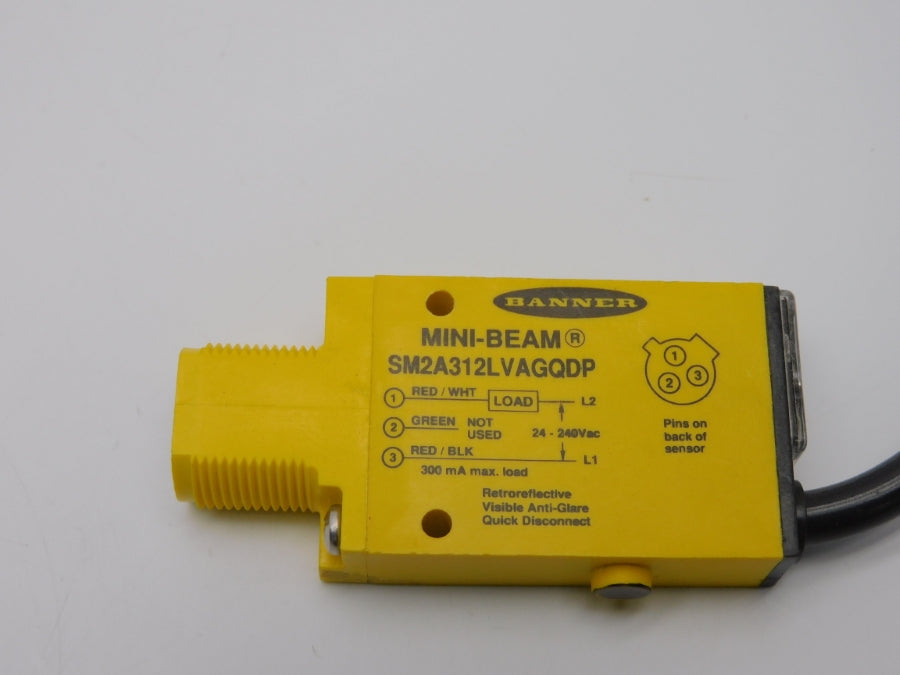 BANNER
MINI-BEAM®
SM2A312LVAGQDP
1 RED / WHT LOAD L2
2 GREEN NOT USED
24 - 240Vac
3 RED / BLK L1
300 mA max. load
Retroreflective
Visible Anti-Glare
Quick Disconnect
1
2 3
Pins on
back of
sensor